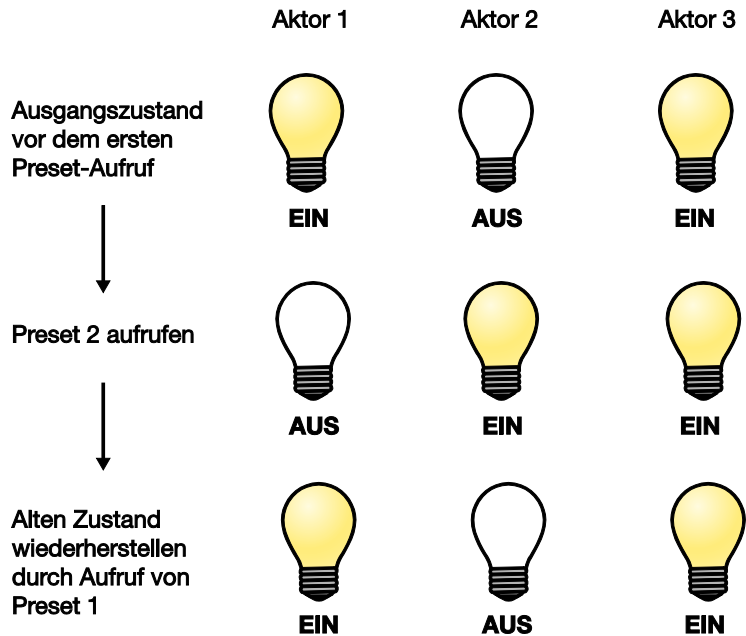 Aktor 1 Aktor 2 Aktor 3
Ausgangszustand
vor dem ersten
Preset-Aufruf
EIN AUS EIN
Preset 2 aufrufen
AUS EIN EIN
Alten Zustand
wiederherstellen
durch Aufruf von
Preset 1
EIN AUS EIN